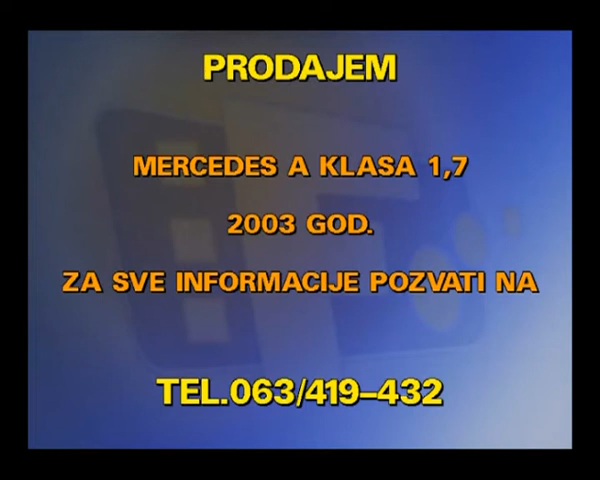 PRODAJEM
MERCEDES A KLASA 1,7
2003 GOD.
ZA SVE INFORMACIJE POZVATI NA
TEL.063/419–432